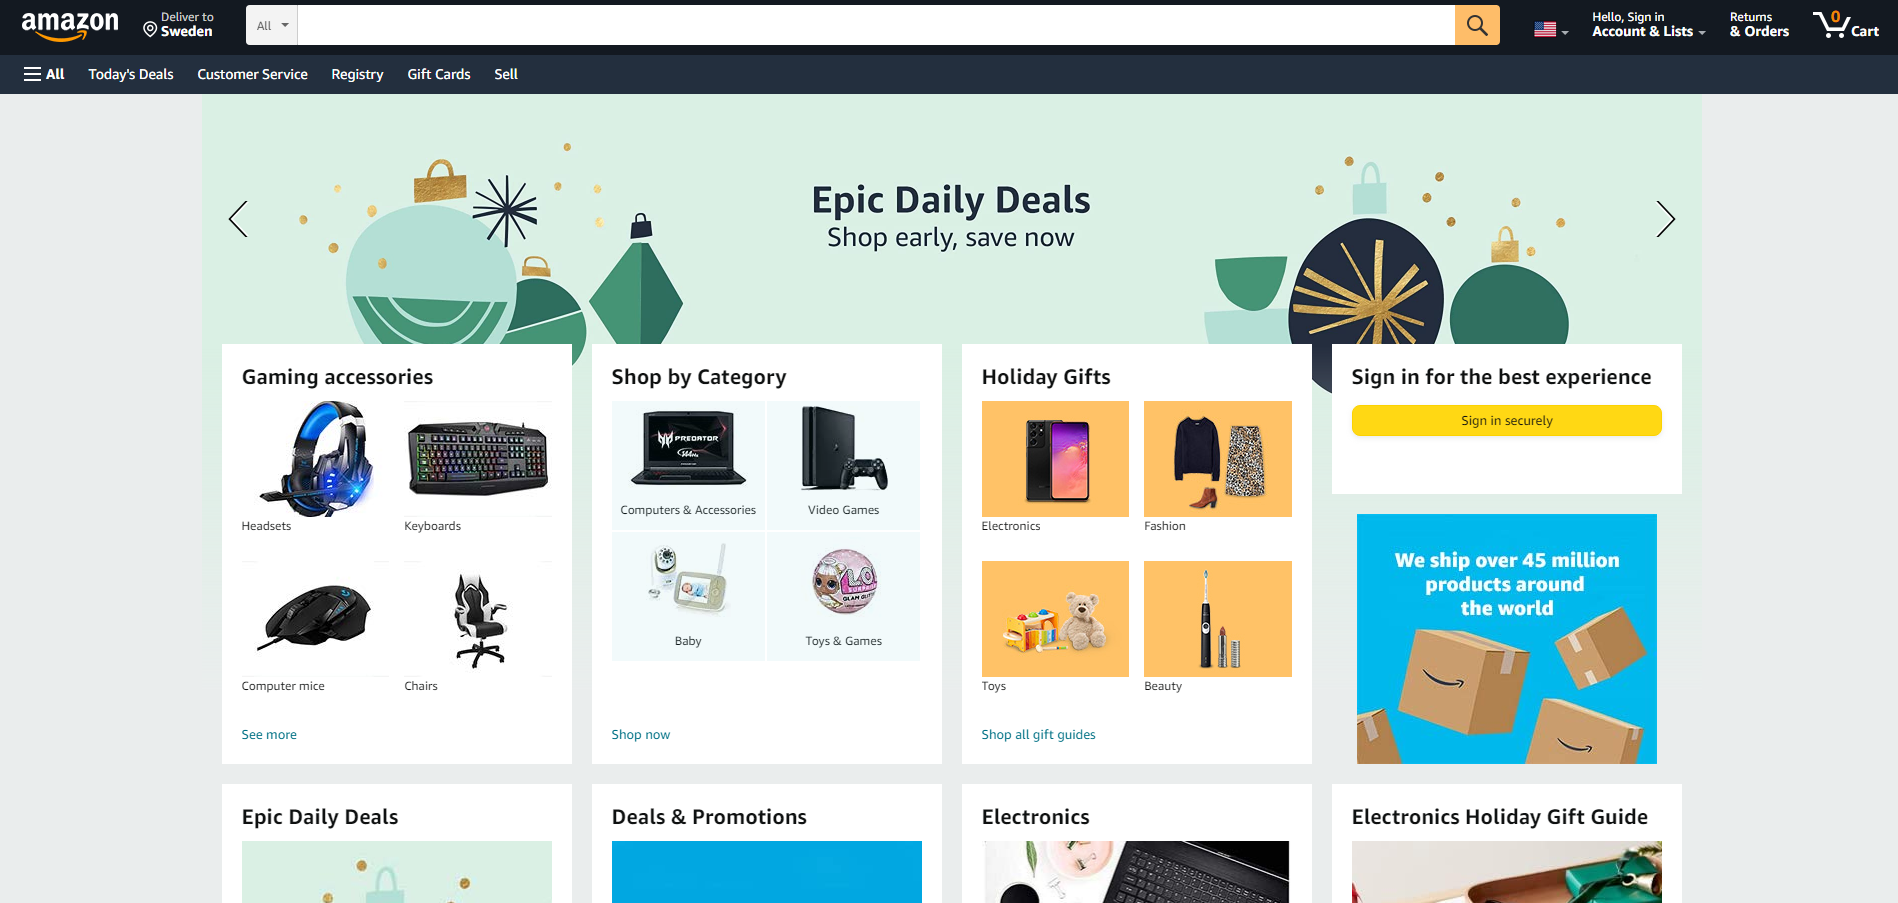 amazon
Deliver to
Sweden
All
Hello, Sign in
Account & Lists
Returns
& Orders
0
Cart
All
Today's Deals
Customer Service
Registry
Gift Cards
Sell
Epic Daily Deals
Shop early, save now
Gaming accessories
Headsets
Keyboards
Computer mice
Chairs
See more
Shop by Category
PREDATOR
144Hz
Computers & Accessories
Video Games
L.O.L.
SURPRISE
GLAM GLITTER
Baby
Toys & Games
Shop now
Holiday Gifts
Electronics
Fashion
Toys
Beauty
Shop all gift guides
Sign in for the best experience
Sign in securely
We ship over 45 million
products around
the world
Epic Daily Deals
Deals & Promotions
Electronics
Electronics Holiday Gift Guide